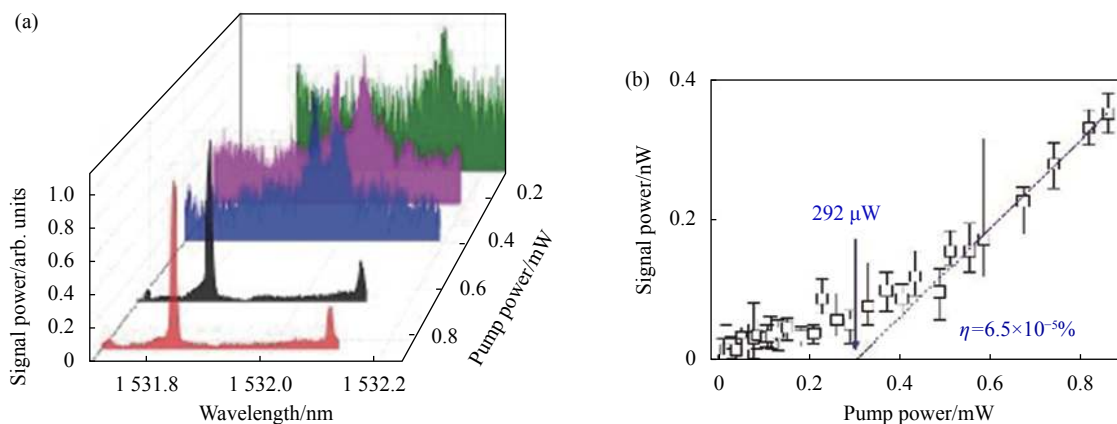 (a)
Signal power/arb. units
1.0
0.8
0.6
0.4
0.2
0
1 531.8
1 532.0
1 532.2
Wavelength/nm
0.2
0.4
0.6
0.8
Pump power/mW
(b)
Signal power/nW
0.4
0.2
0
292 μW
η=6.5×10⁻⁵%
0
0.2
0.4
0.6
0.8
Pump power/mW